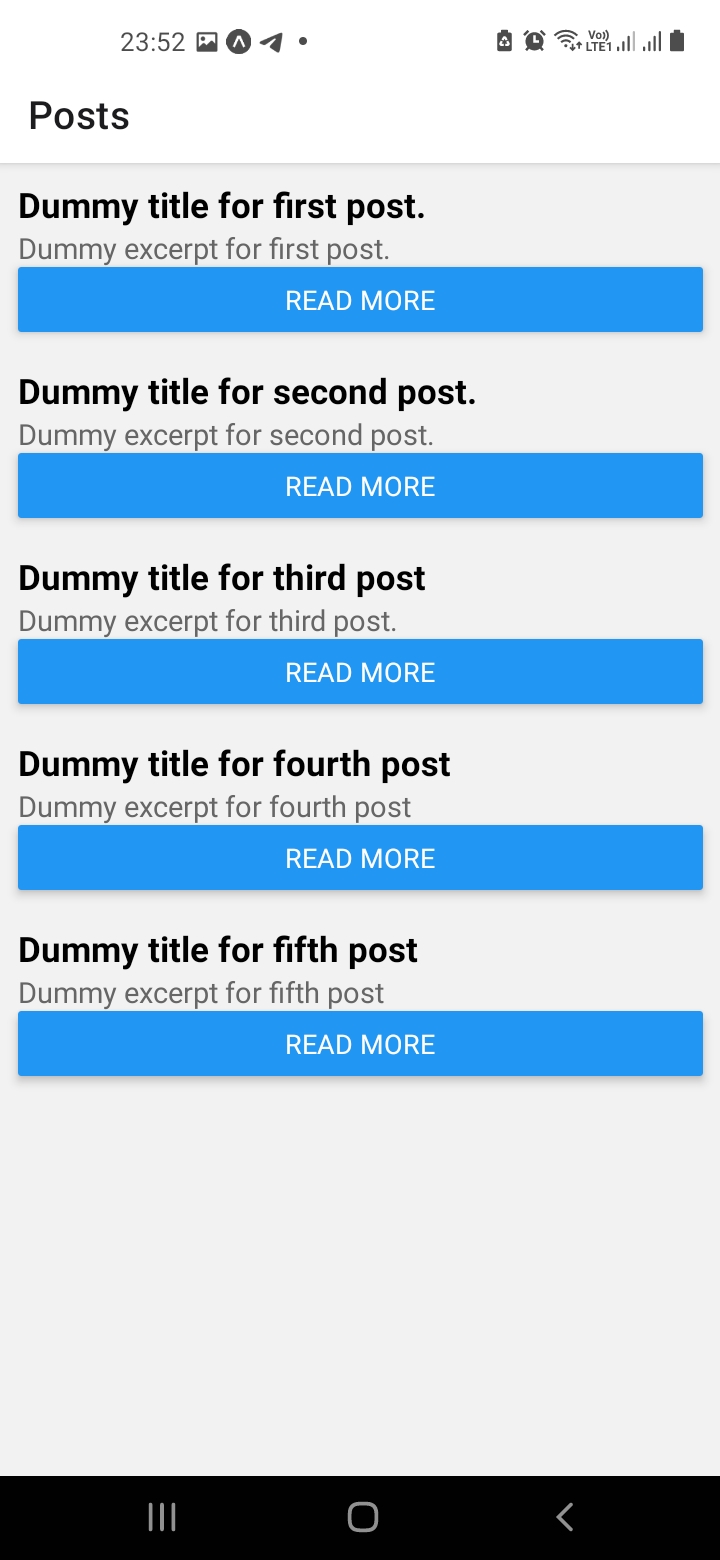 23:52
Vo))
LTE1
Posts
Dummy title for first post.
Dummy excerpt for first post.
READ MORE
Dummy title for second post.
Dummy excerpt for second post.
READ MORE
Dummy title for third post
Dummy excerpt for third post.
READ MORE
Dummy title for fourth post
Dummy excerpt for fourth post
READ MORE
Dummy title for fifth post
Dummy excerpt for fifth post
READ MORE